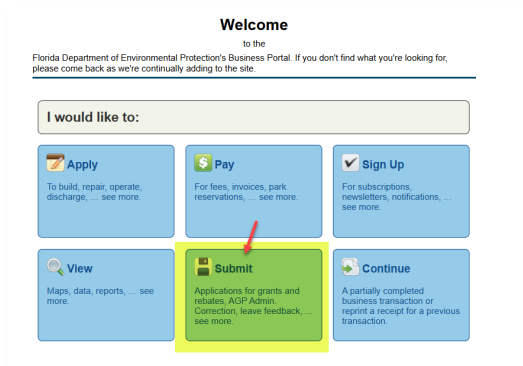 Welcome
to the
Florida Department of Environmental Protection's Business Portal. If you don't find what you're looking for,
please come back as we're continually adding to the site.
I would like to:
Apply
To build, repair, operate,
discharge, ... see more.
Pay
For fees, invoices, park
reservations, ... see more.
Sign Up
For subscriptions,
newsletters, notifications, ...
see more.
View
Maps, data, reports, ... see
more.
Submit
Applications for grants and
rebates, AGP Admin.
Correction, leave feedback, ...
see more.
Continue
A partially completed
business transaction or
reprint a receipt for a previous
transaction.